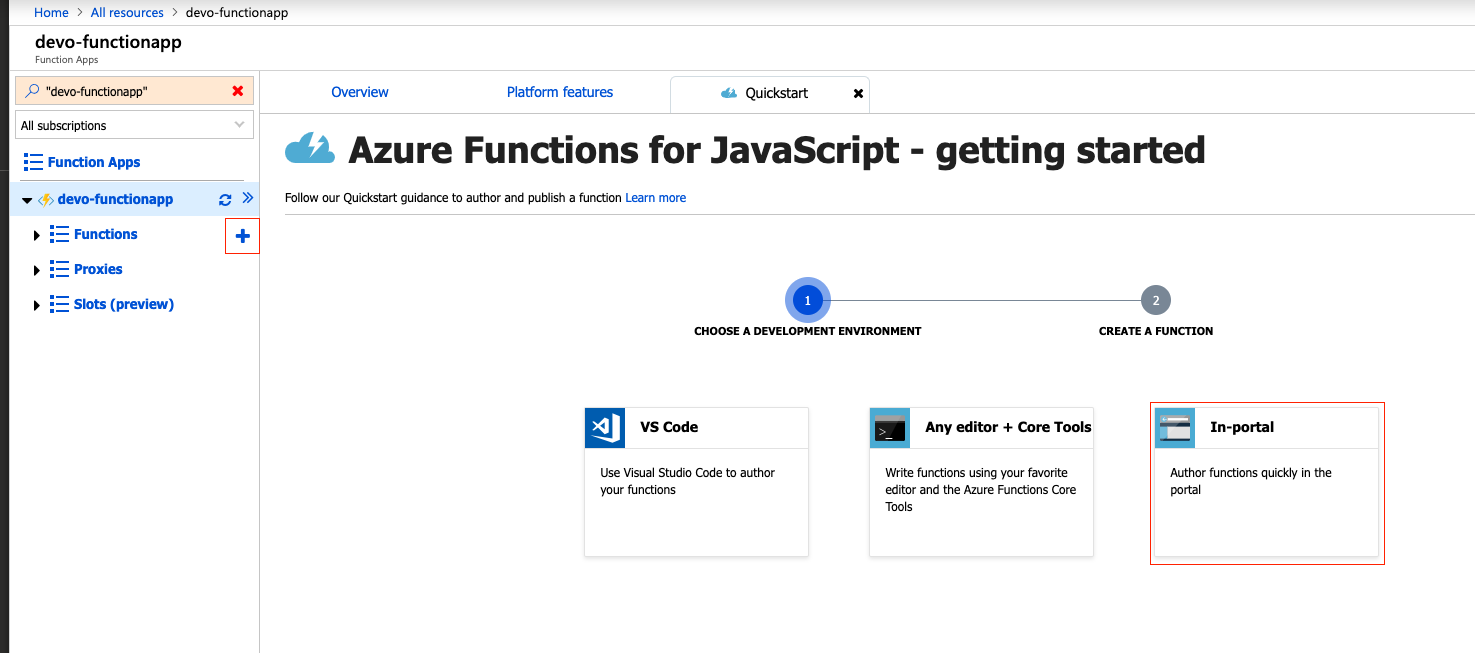 Home > All resources > devo-functionapp
devo-functionapp
Function Apps
"devo-functionapp"
All subscriptions
Function Apps
devo-functionapp
Functions
Proxies
Slots (preview)
Overview
Platform features
Quickstart
Azure Functions for JavaScript - getting started
Follow our Quickstart guidance to author and publish a function Learn more
1
2
CHOOSE A DEVELOPMENT ENVIRONMENT
CREATE A FUNCTION
VS Code
Use Visual Studio Code to author
your functions
Any editor + Core Tools
Write functions using your favorite
editor and the Azure Functions Core
Tools
In-portal
Author functions quickly in the
portal